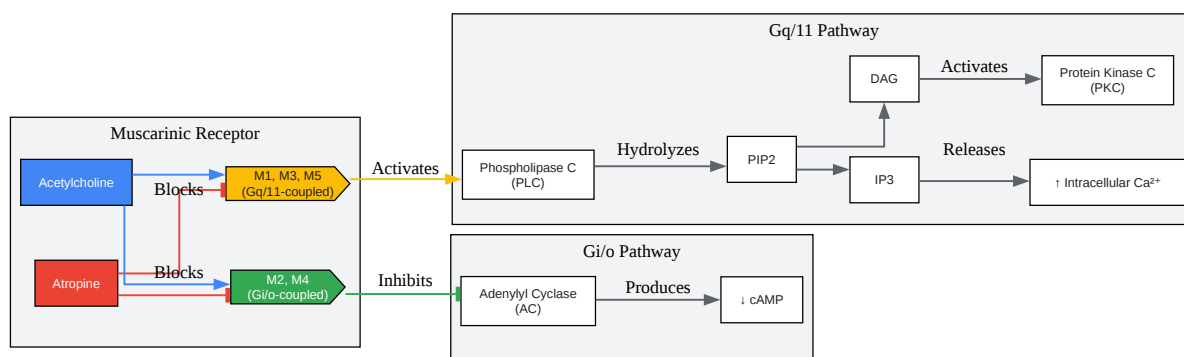 Gq/11 Pathway
DAG
Activates
Protein Kinase C
(PKC)
Muscarinic Receptor
Acetylcholine
Blocks
M1, M3, M5
(Gq/11-coupled)
Activates
Phospholipase C
(PLC)
Hydrolyzes
PIP2
IP3
Releases
↑ Intracellular Ca²⁺
Atropine
Blocks
M2, M4
(Gi/o-coupled)
Inhibits
Gi/o Pathway
Adenylyl Cyclase
(AC)
Produces
↓ cAMP